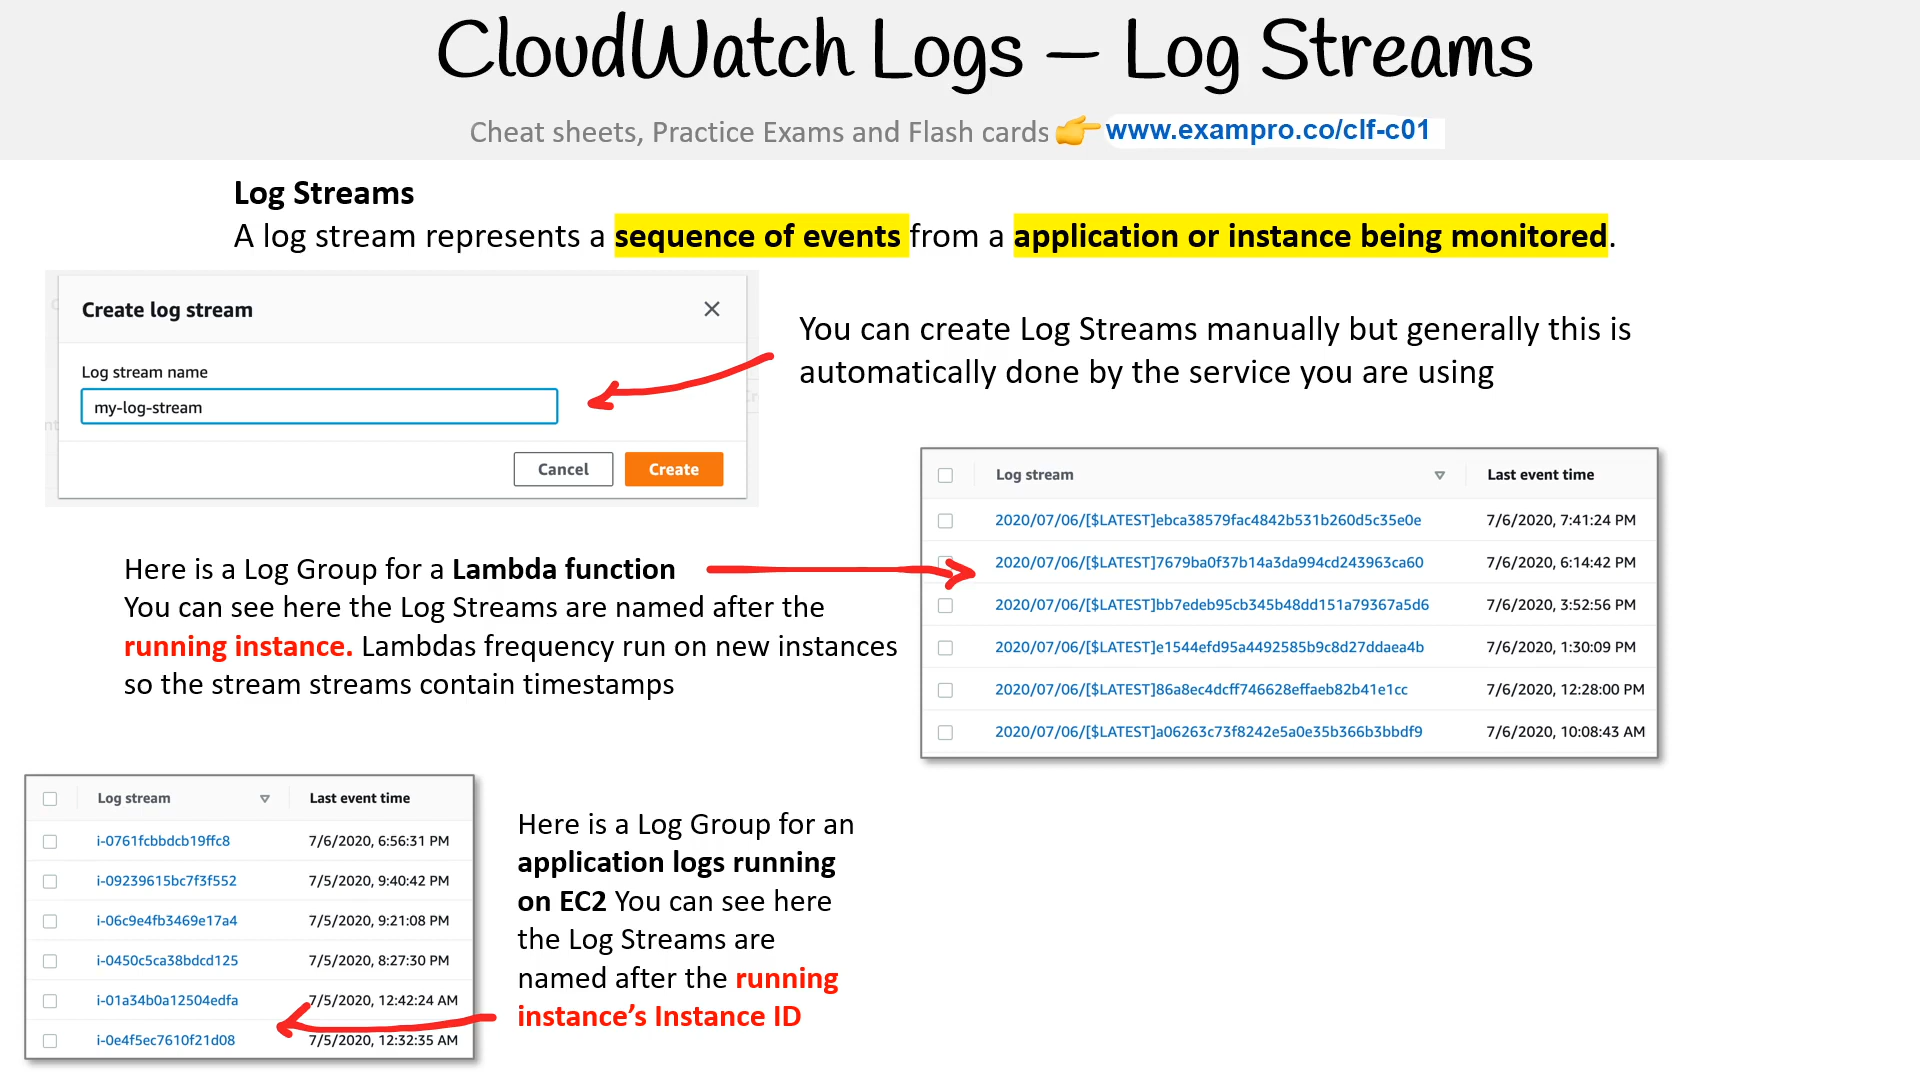 CloudWatch Logs – Log Streams
Cheat sheets, Practice Exams and Flash cards 👉 www.exampro.co/clf-c01
Log Streams
A log stream represents a sequence of events from a application or instance being monitored.
Create log stream
Log stream name
my-log-stream
Cancel Create
You can create Log Streams manually but generally this is
automatically done by the service you are using
Here is a Log Group for a Lambda function
You can see here the Log Streams are named after the
running instance. Lambdas frequency run on new instances
so the stream streams contain timestamps
Log stream Last event time
2020/07/06/[$LATEST]ebca38579fac4842b531b260d5c35e0e 7/6/2020, 7:41:24 PM
2020/07/06/[$LATEST]7679ba0f37b14a3da994cd243963ca60 7/6/2020, 6:14:42 PM
2020/07/06/[$LATEST]bb7edeb95cb345b48dd151a79367a5d6 7/6/2020, 3:52:56 PM
2020/07/06/[$LATEST]e1544efd95a4492585b9c8d27ddaea4b 7/6/2020, 1:30:09 PM
2020/07/06/[$LATEST]86a8ec4dcff746628effaeb82b41e1cc 7/6/2020, 12:28:00 PM
2020/07/06/[$LATEST]a06263c73f8242e5a0e35b366b3bbdf9 7/6/2020, 10:08:43 AM
Log stream Last event time
i-0761fcbbdcb19ffc8 7/6/2020, 6:56:31 PM
i-09239615bc7f3f552 7/5/2020, 9:40:42 PM
i-06c9e4fb3469e17a4 7/5/2020, 9:21:08 PM
i-0450c5ca38bdcd125 7/5/2020, 8:27:30 PM
i-01a34b0a12504edfa 7/5/2020, 12:42:24 AM
i-0e4f5ec7610f21d08 7/5/2020, 12:32:35 AM
Here is a Log Group for an
application logs running
on EC2 You can see here
the Log Streams are
named after the running
instance’s Instance ID